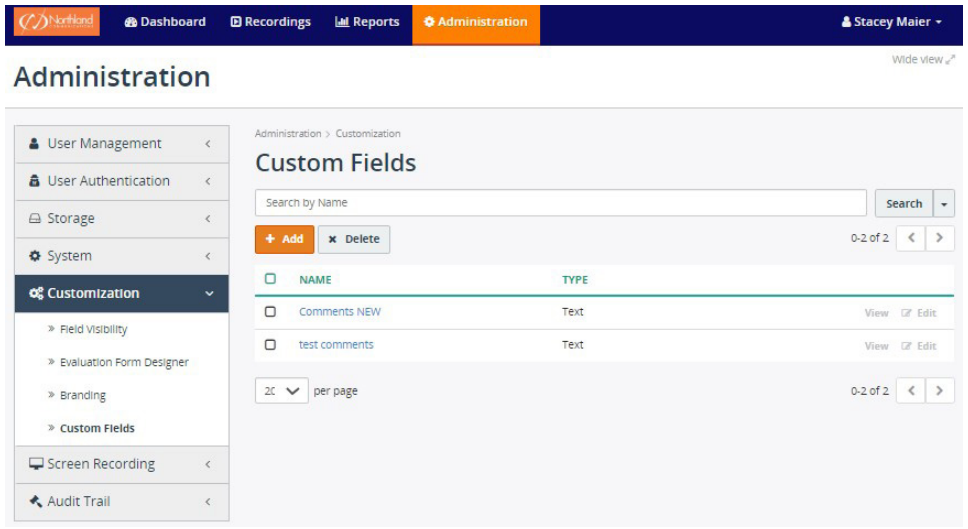 Northland
Dashboard Recordings Reports Administration Stacey Maier
Administration
Wide view
User Management
User Authentication
Storage
System
Customization
Field Visibility
Evaluation Form Designer
Branding
Custom Fields
Screen Recording
Audit Trail
Administration > Customization
Custom Fields
Search by Name Search
+ Add × Delete 0-2 of 2 < >
NAME TYPE
Comments NEW Text View Edit
test comments Text View Edit
per page 0-2 of 2 < >